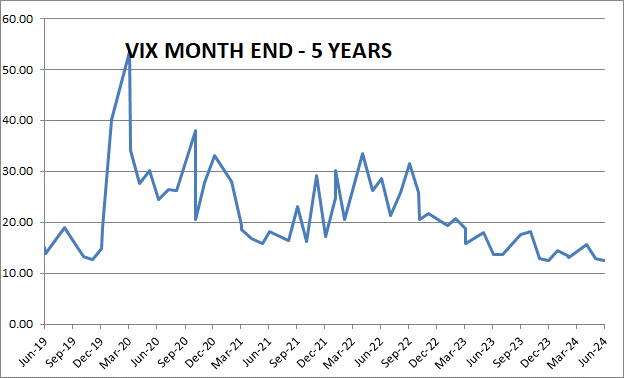 VIX MONTH END - 5 YEARS
60.00
50.00
40.00
30.00
20.00
10.00
0.00
Jun-19
Sep-19
Dec-19
Mar-20
Jun-20
Sep-20
Dec-20
Mar-21
Jun-21
Sep-21
Dec-21
Mar-22
Jun-22
Sep-22
Dec-22
Mar-23
Jun-23
Sep-23
Dec-23
Mar-24
Jun-24